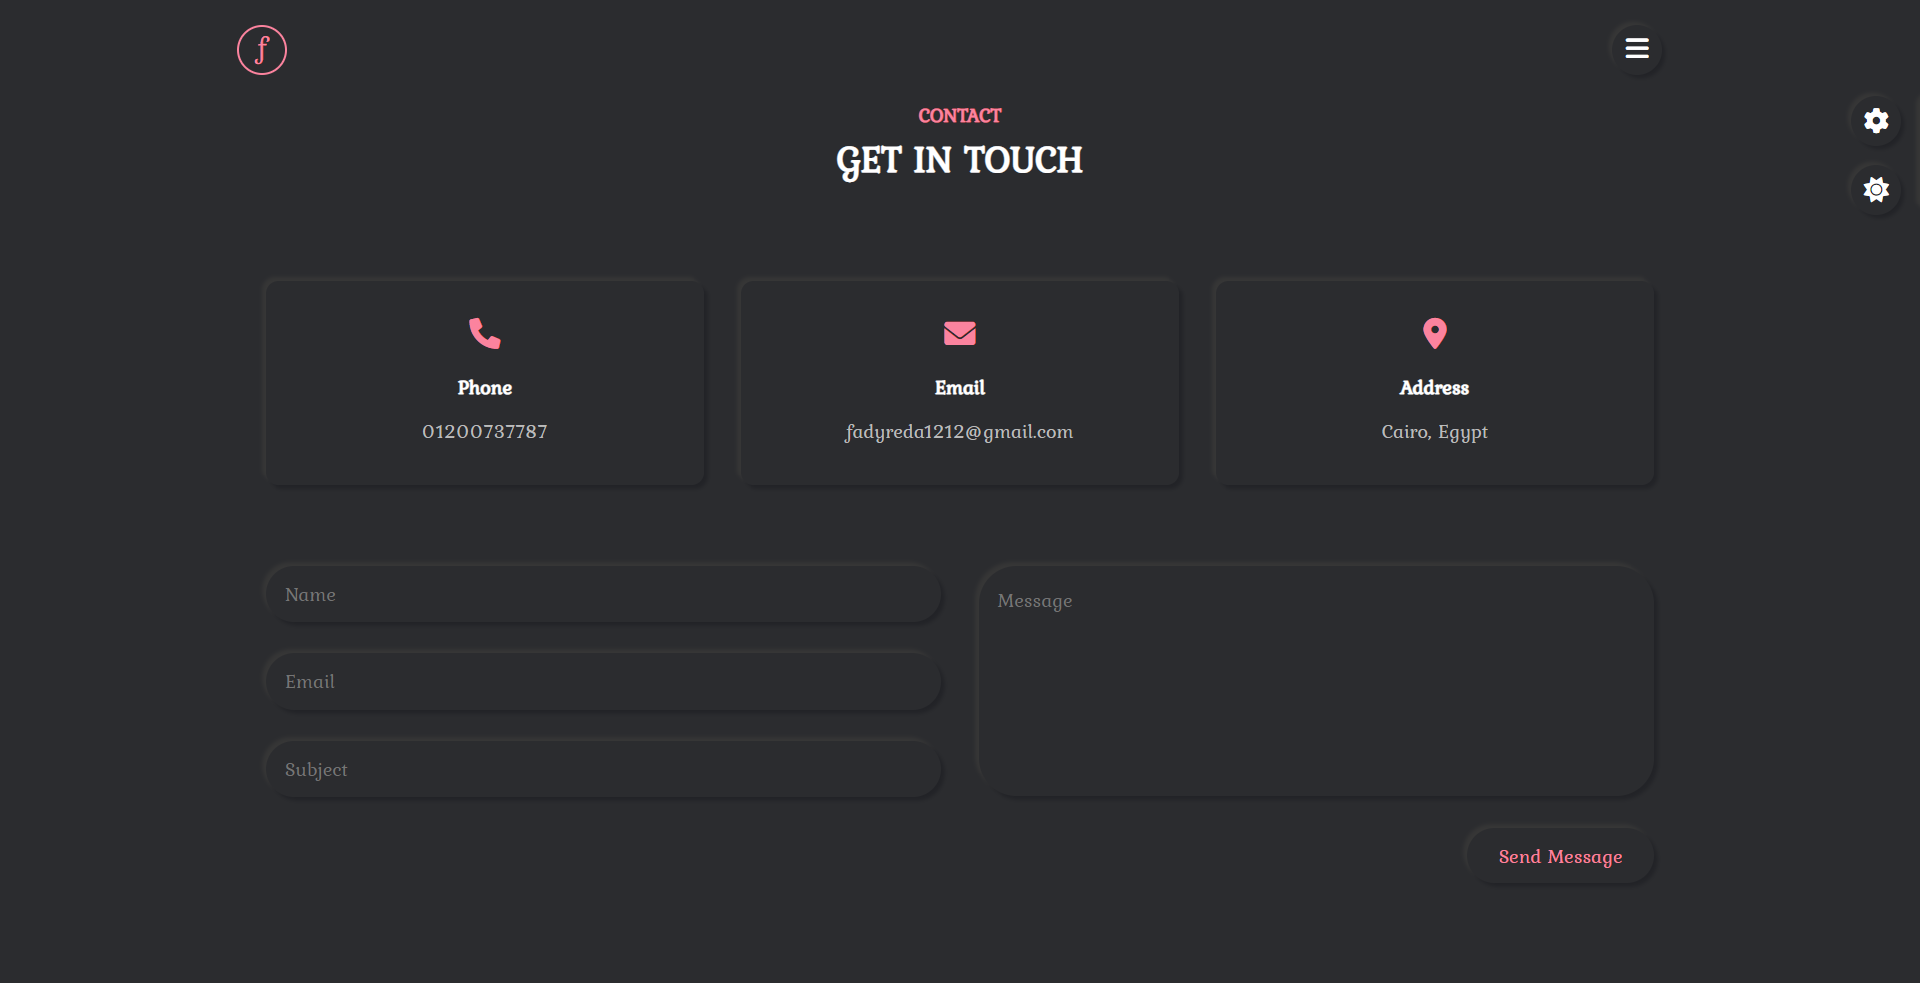 f
CONTACT
GET IN TOUCH
Phone
01200737787
Email
fadyreda1212@gmail.com
Address
Cairo, Egypt
Name
Email
Subject
Message
Send Message